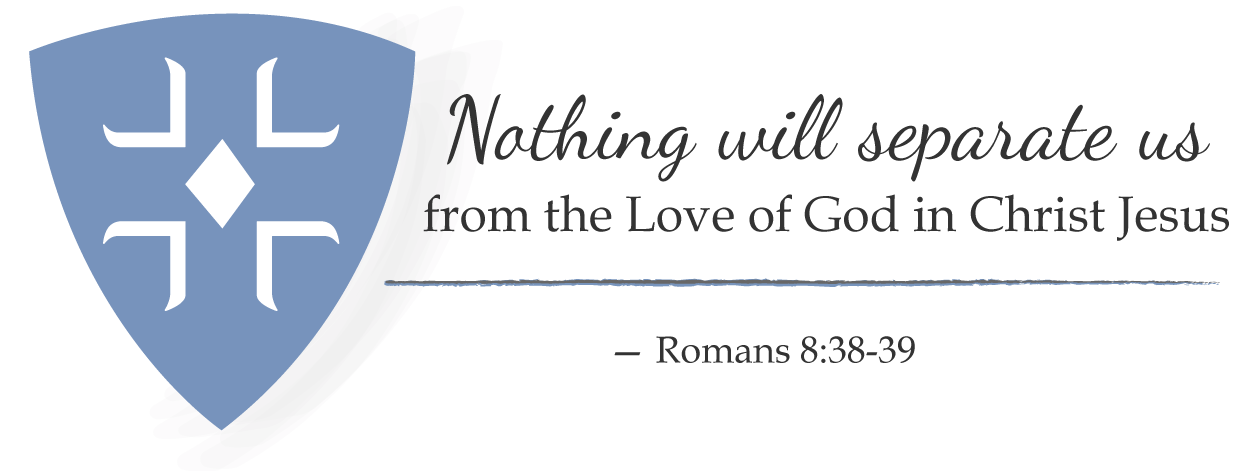 Nothing will separate us
from the Love of God in Christ Jesus
— Romans 8:38-39